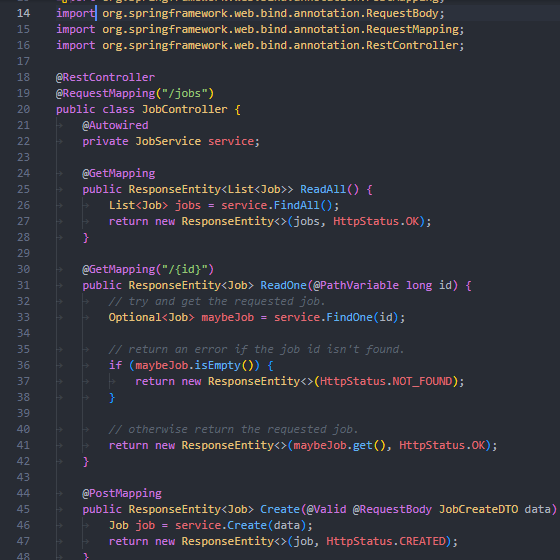 14 import org.springframework.web.bind.annotation.RequestBody;
15 import org.springframework.web.bind.annotation.RequestMapping;
16 import org.springframework.web.bind.annotation.RestController;
17
18 @RestController
19 @RequestMapping("/jobs")
20 public class JobController {
21 @Autowired
22 private JobService service;
23
24 @GetMapping
25 public ResponseEntity<List<Job>> ReadAll() {
26 List<Job> jobs = service.FindAll();
27 return new ResponseEntity<>(jobs, HttpStatus.OK);
28 }
29
30 @GetMapping("/{id}")
31 public ResponseEntity<Job> ReadOne(@PathVariable long id) {
32 // try and get the requested job.
33 Optional<Job> maybeJob = service.FindOne(id);
34
35 // return an error if the job id isn't found.
36 if (maybeJob.isEmpty()) {
37 return new ResponseEntity<>(HttpStatus.NOT_FOUND);
38 }
39
40 // otherwise return the requested job.
41 return new ResponseEntity<>(maybeJob.get(), HttpStatus.OK);
42 }
43
44 @PostMapping
45 public ResponseEntity<Job> Create(@Valid @RequestBody JobCreateDTO data)
46 Job job = service.Create(data);
47 return new ResponseEntity<>(job, HttpStatus.CREATED);
48 }